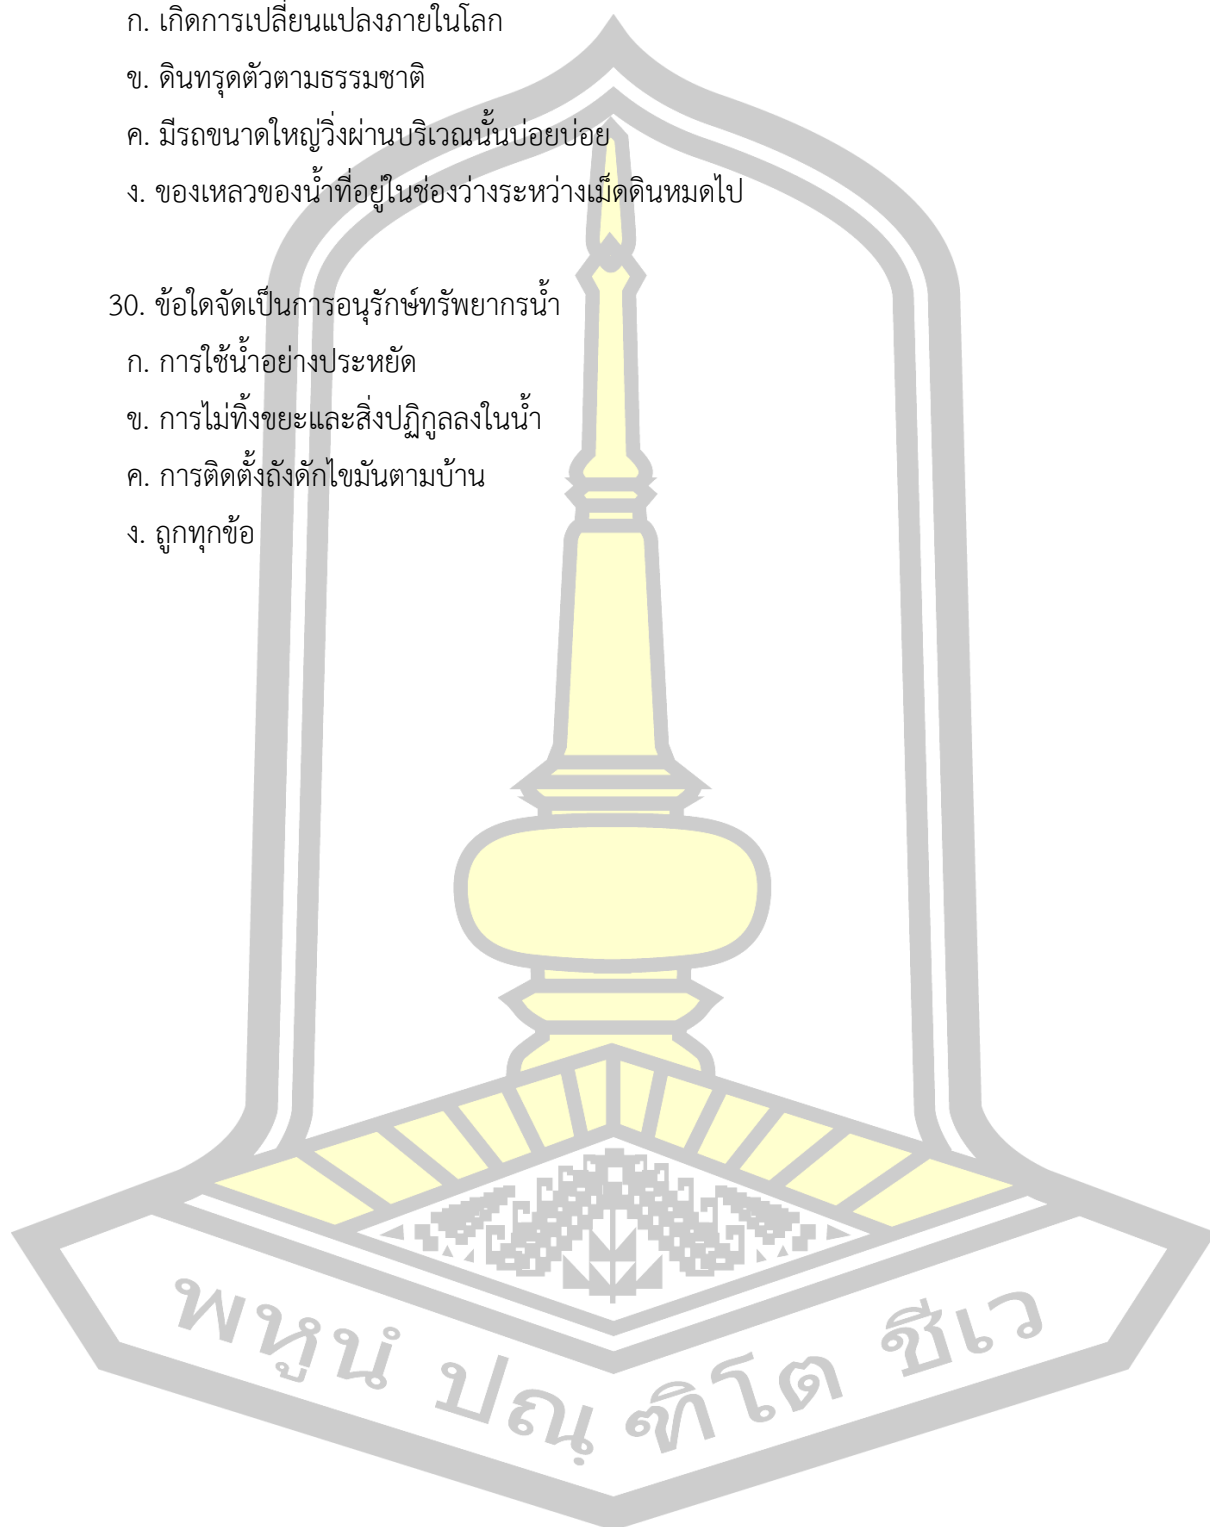 ก. เกิดการเปลี่ยนแปลงภายในโลก
ข. ดินทรุดตัวตามธรรมชาติ
ค. มีรถขนาดใหญ่วิ่งผ่านบริเวณนั้นบ่อยบ่อย
ง. ของเหลวของน้ำที่อยู่ในช่องว่างระหว่างเม็ดดินหมดไป
30. ข้อใดจัดเป็นการอนุรักษ์ทรัพยากรน้ำ
ก. การใช้น้ำอย่างประหยัด
ข. การไม่ทิ้งขยะและสิ่งปฏิกูลลงในน้ำ
ค. การติดตั้งถังดักไขมันตามบ้าน
ง. ถูกทุกข้อ
พหูนํ ปณฺฑิโต ชีเว